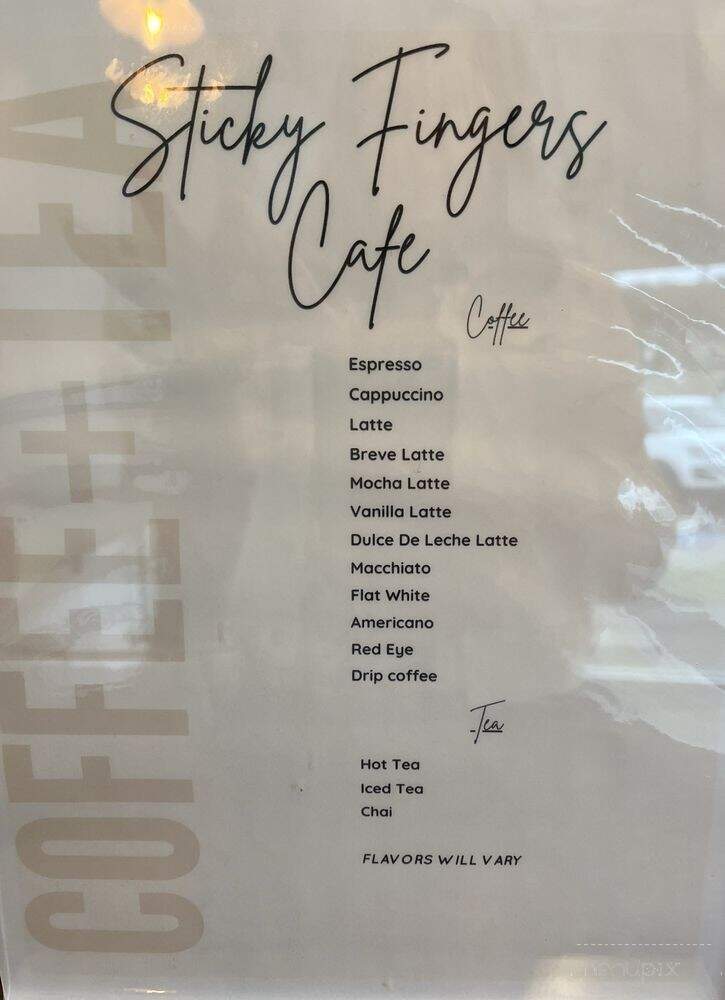 Sticky Fingers
Cafe
COFFEE + TEA
Coffee
Espresso
Cappuccino
Latte
Breve Latte
Mocha Latte
Vanilla Latte
Dulce De Leche Latte
Macchiato
Flat White
Americano
Red Eye
Drip coffee
Tea
Hot Tea
Iced Tea
Chai
FLAVORS WILL VARY
menupix